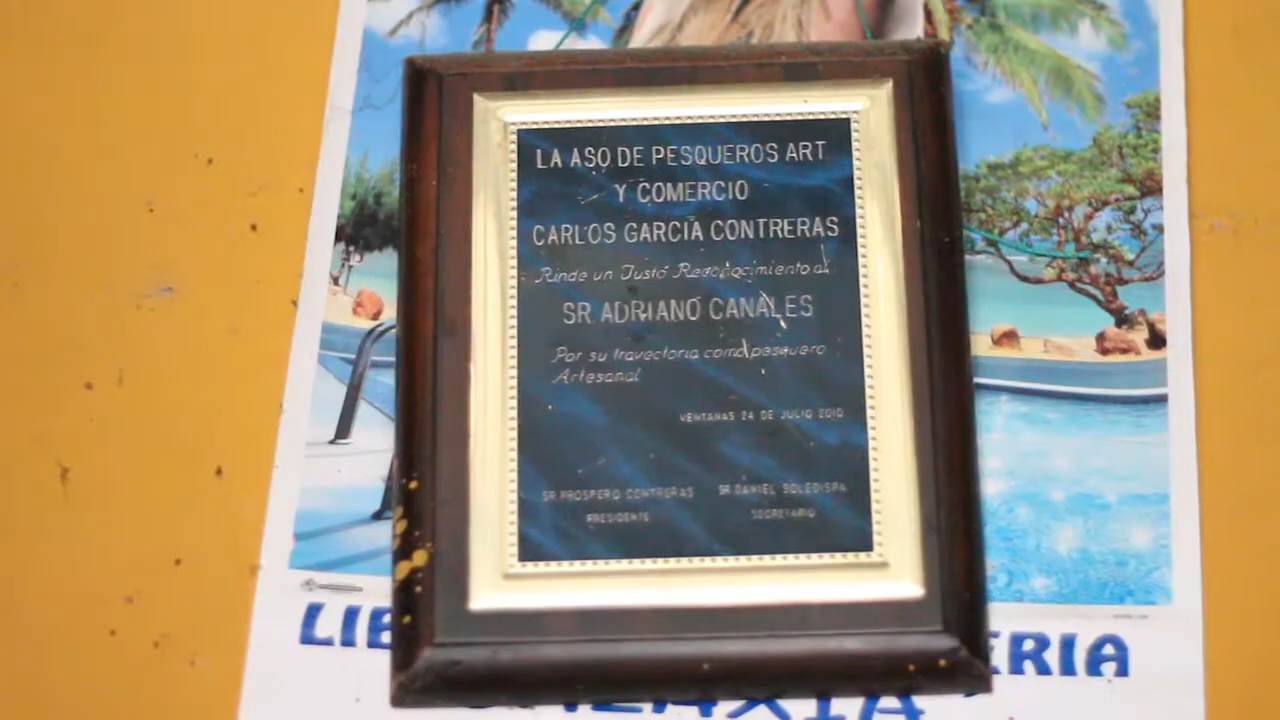 LA ASO DE PESQUEROS ART
Y COMERCIO
CARLOS GARCIA CONTRERAS
Rinde un Justo Reconocimiento al
SR. ADRIANO CANALES
Por su trayectoria como pesquero
Artesanal
VENTANAS 24 DE JULIO 2010
SR. PROSPERO CONTRERAS SR. DANIEL SOLEDISPA
PRESIDENTE SECRETARIO